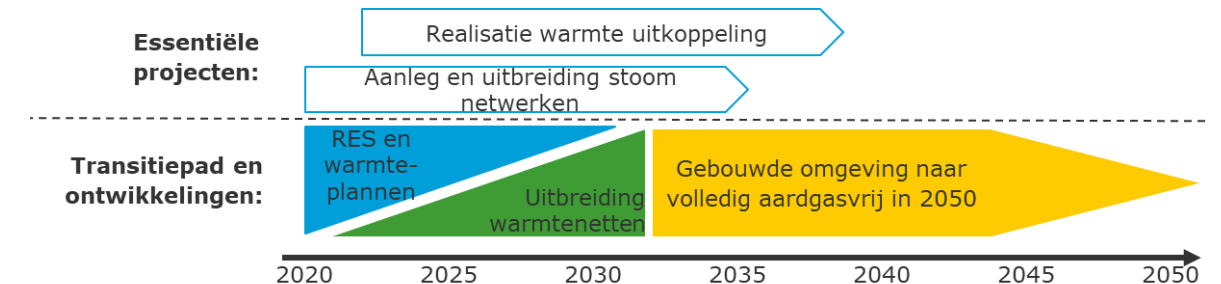 Essentiële
projecten:
Realisatie warmte uitkoppeling
Aanleg en uitbreiding stoom
netwerken
Transitiepad en
ontwikkelingen:
RES en
warmte-
plannen
Uitbreiding
warmtenetten
Gebouwde omgeving naar
volledig aardgasvrij in 2050
2020 2025 2030 2035 2040 2045 2050